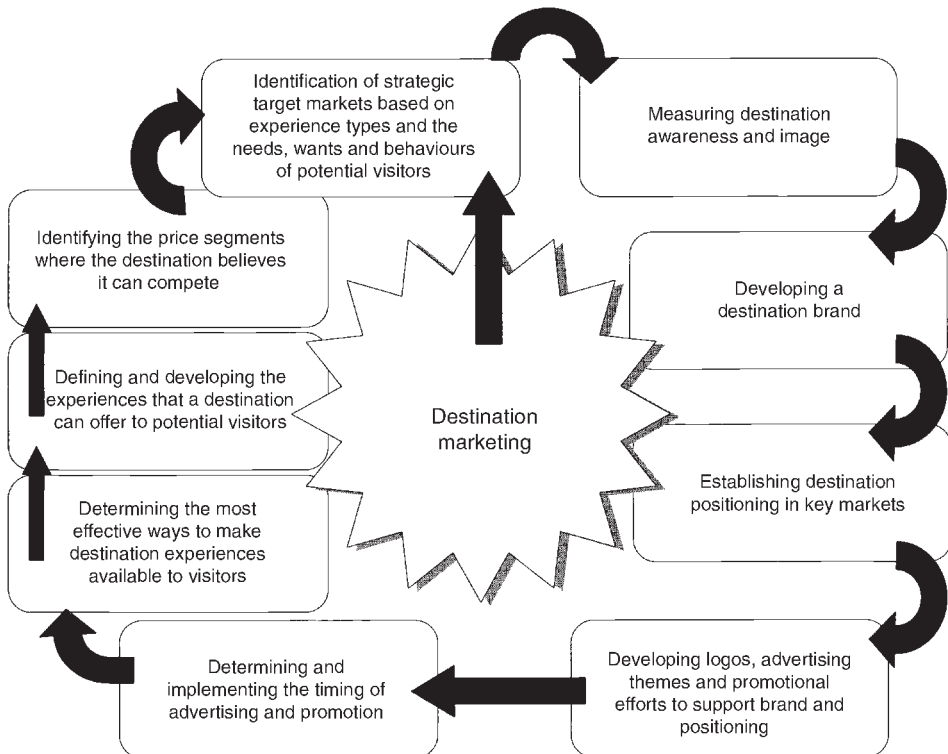 Identification of strategic
target markets based on
experience types and the
needs, wants and behaviours
of potential visitors
Measuring destination
awareness and image
Developing a
destination brand
Establishing destination
positioning in key markets
Developing logos, advertising
themes and promotional
efforts to support brand and
positioning
Determining and
implementing the timing of
advertising and promotion
Determining the most
effective ways to make
destination experiences
available to visitors
Defining and developing the
experiences that a destination
can offer to potential visitors
Identifying the price segments
where the destination believes
it can compete
Destination
marketing